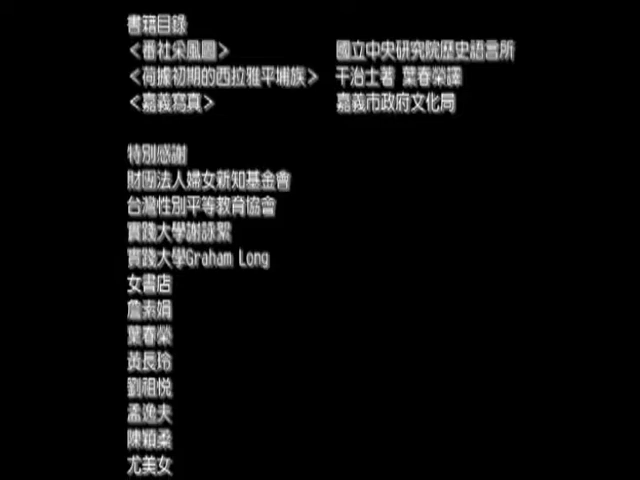 書籍目錄
<番社采風圖> 國立中央研究院歷史語言所
<荷據初期的西拉雅平埔族> 干治士著 葉春榮譯
<嘉義寫真> 嘉義市政府文化局
特別感謝
財團法人婦女新知基金會
台灣性別平等教育協會
實踐大學謝詠絮
實踐大學Graham Long
女書店
詹素娟
葉春榮
黃長玲
劉祖悅
孟逸夫
陳穎柔
尤美女